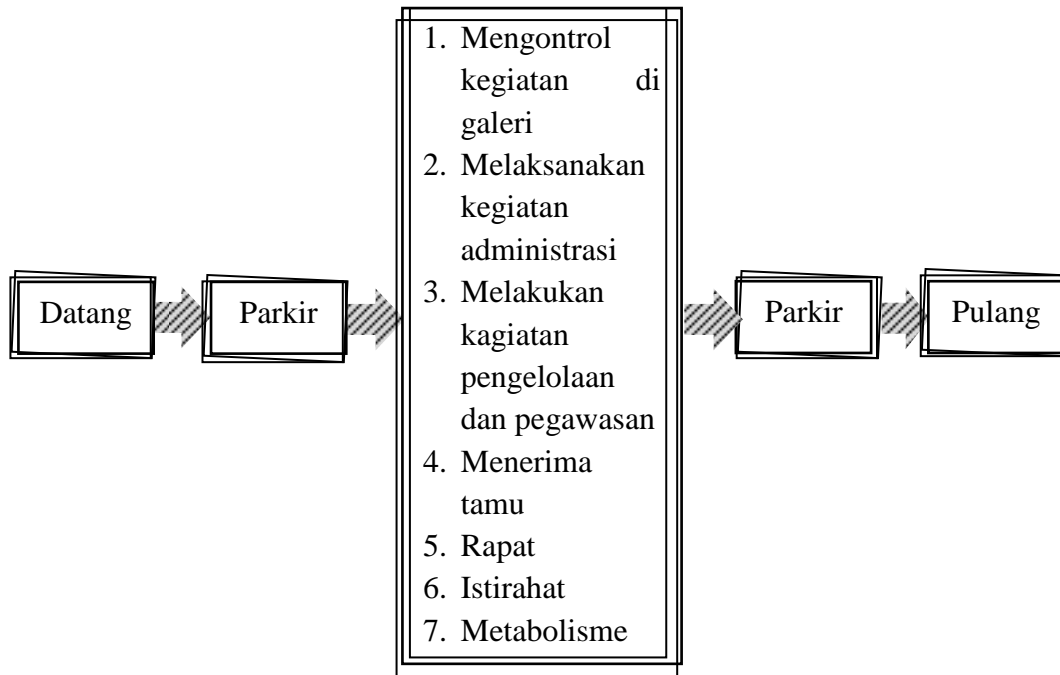 Datang
Parkir
1. Mengontrol
kegiatan di
galeri
2. Melaksanakan
kegiatan
administrasi
3. Melakukan
kagiatan
pengelolaan
dan pegawasan
4. Menerima
tamu
5. Rapat
6. Istirahat
7. Metabolisme
Parkir
Pulang